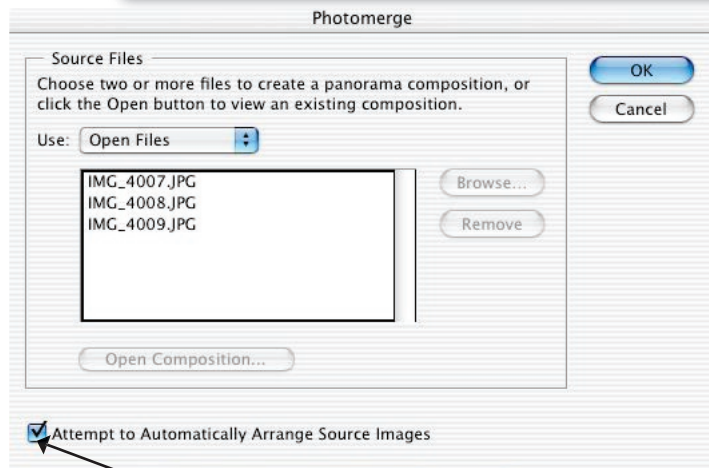 Photomerge
Source Files
Choose two or more files to create a panorama composition, or
click the Open button to view an existing composition.
OK
Cancel
Use: Open Files
IMG_4007.JPG
IMG_4008.JPG
IMG_4009.JPG
Browse...
Remove
Open Composition...
Attempt to Automatically Arrange Source Images